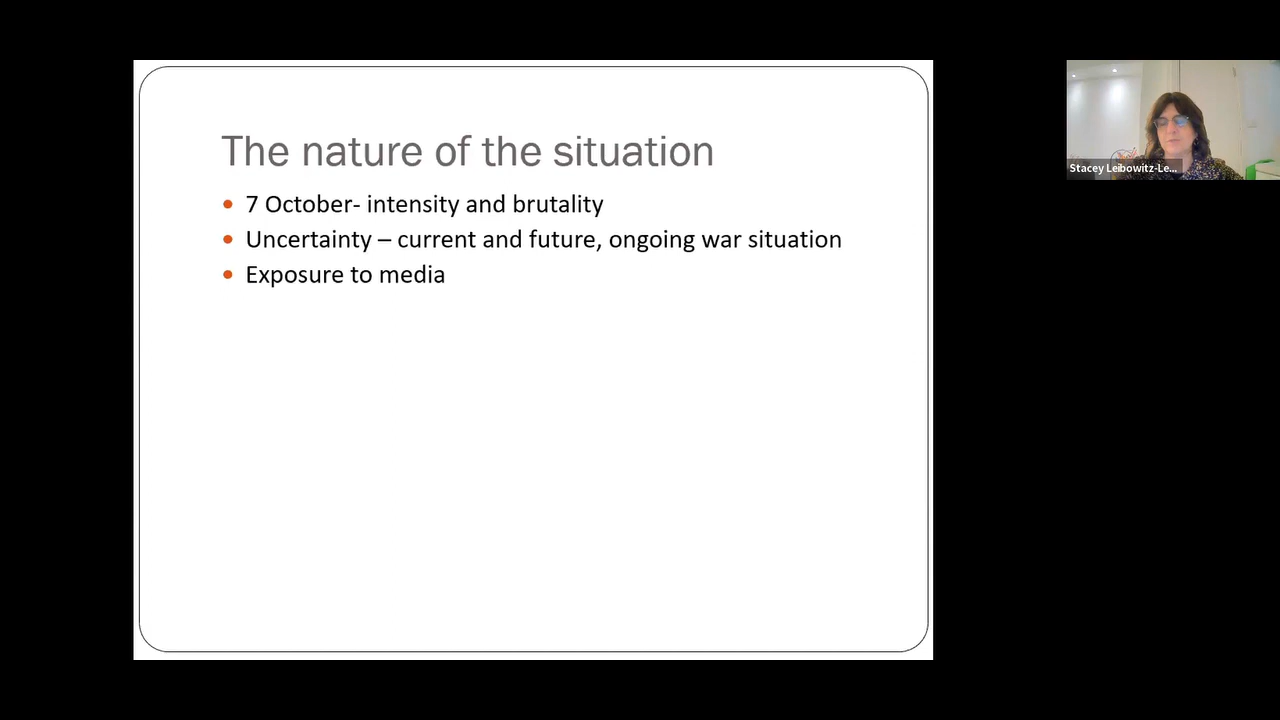 The nature of the situation
7 October- intensity and brutality
Uncertainty – current and future, ongoing war situation
Exposure to media
Stacey Leibowitz-Le...